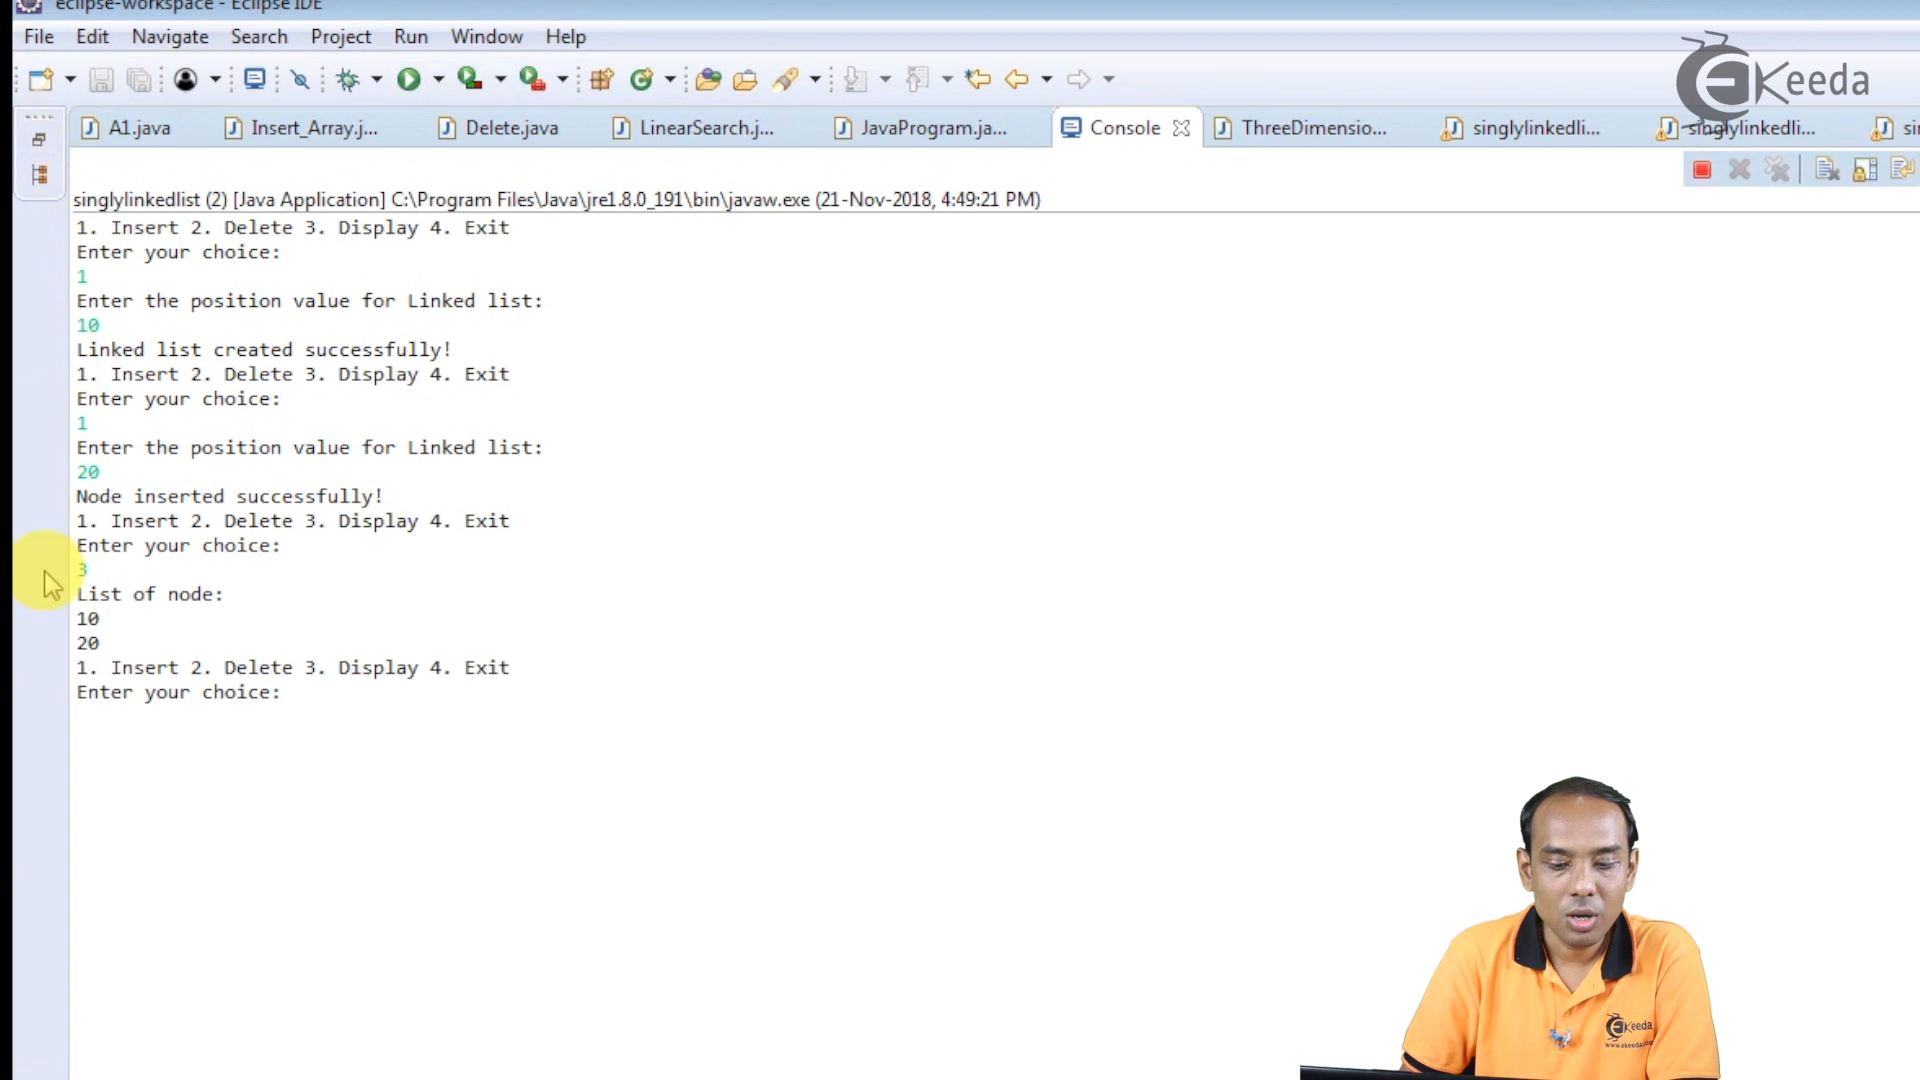 eclipse-workspace - Eclipse IDE
File Edit Navigate Search Project Run Window Help
Keeda
A1.java Insert_Array.j... Delete.java LinearSearch.j... JavaProgram.ja... Console ThreeDimensio... singlylinkedli... singlylinkedli... si
singlylinkedlist (2) [Java Application] C:\Program Files\Java\jre1.8.0_191\bin\javaw.exe (21-Nov-2018, 4:49:21 PM)
1. Insert 2. Delete 3. Display 4. Exit
Enter your choice:
1
Enter the position value for Linked list:
10
Linked list created successfully!
1. Insert 2. Delete 3. Display 4. Exit
Enter your choice:
1
Enter the position value for Linked list:
20
Node inserted successfully!
1. Insert 2. Delete 3. Display 4. Exit
Enter your choice:
3
List of node:
10
20
1. Insert 2. Delete 3. Display 4. Exit
Enter your choice:
Keeda